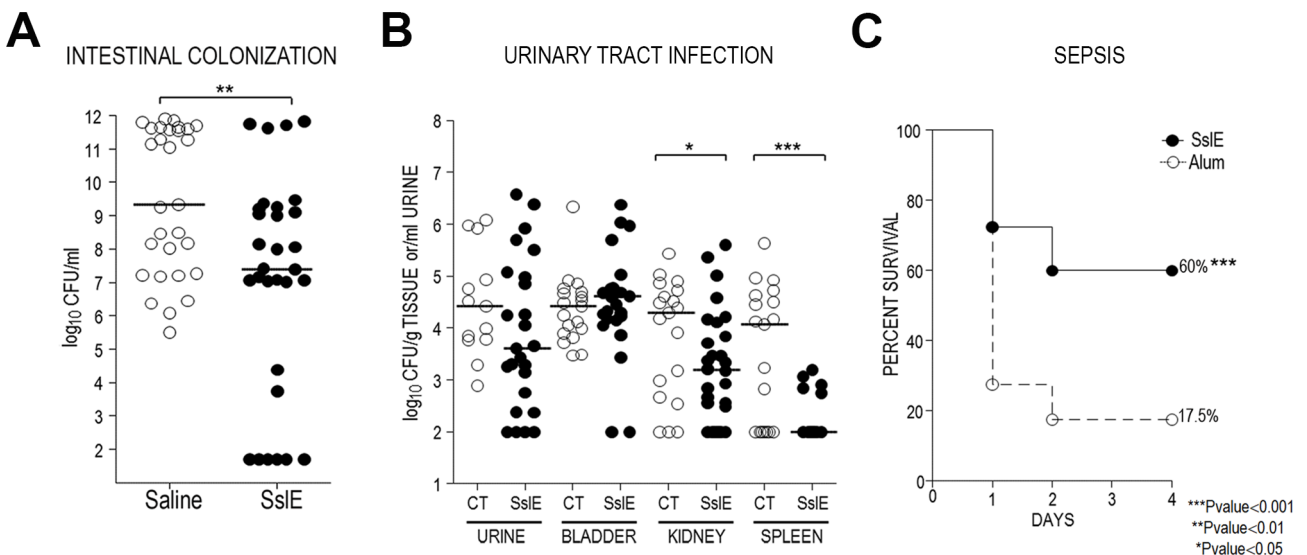 A
INTESTINAL COLONIZATION
**
12
11
10
9
8
7
6
5
4
3
2
log10 CFU/ml
Saline
SslE
B
URINARY TRACT INFECTION
8
7
6
5
4
3
2
1
log10 CFU/g TISSUE or/ml URINE
*
***
CT SslE CT SslE CT SslE CT SslE
URINE BLADDER KIDNEY SPLEEN
C
SEPSIS
100
80
60
40
20
0
PERCENT SURVIVAL
SslE
Alum
60% ***
17.5%
0 1 2 3 4
DAYS
***Pvalue<0.001
**Pvalue<0.01
*Pvalue<0.05